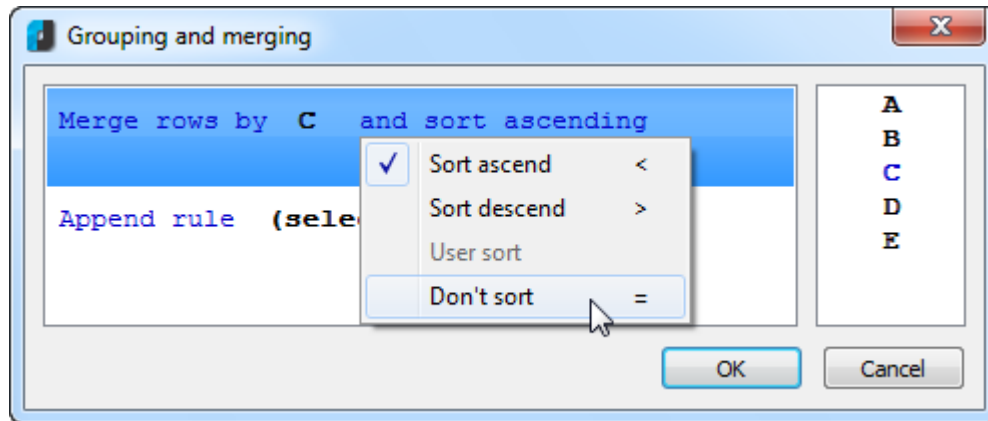 Grouping and merging
Merge rows by C and sort ascending
Sort ascend <
Sort descend >
User sort
Don't sort =
Append rule
A
B
C
D
E
OK
Cancel